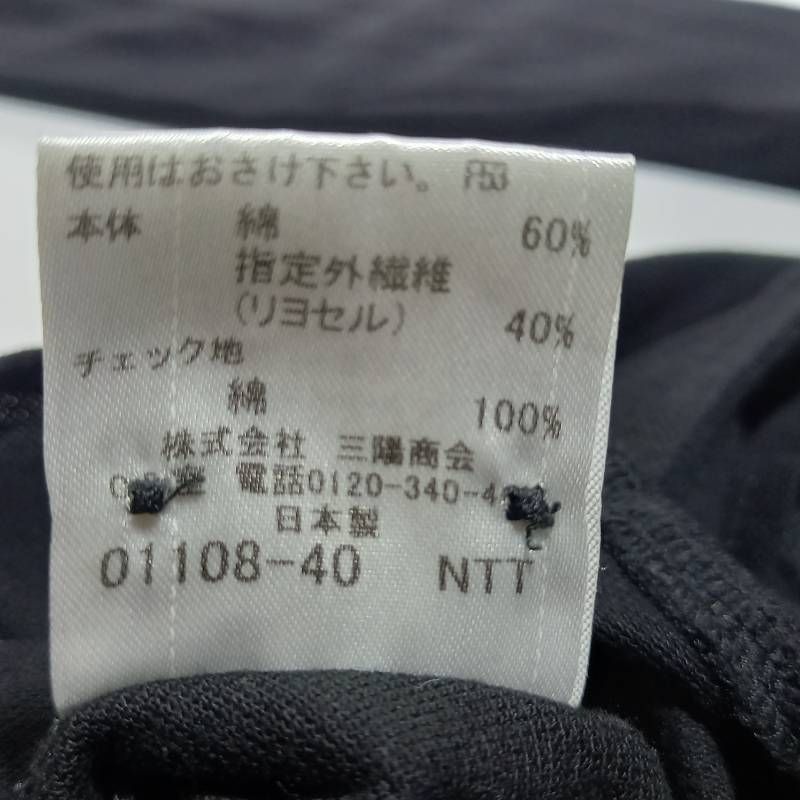 使用はおさけ下さい。 F53
本体 綿 60%
指定外繊維
(リヨセル) 40%
チェック地
綿 100%
株式会社 三陽商会
電話0120-340-4
日本製
01108-40 NTT